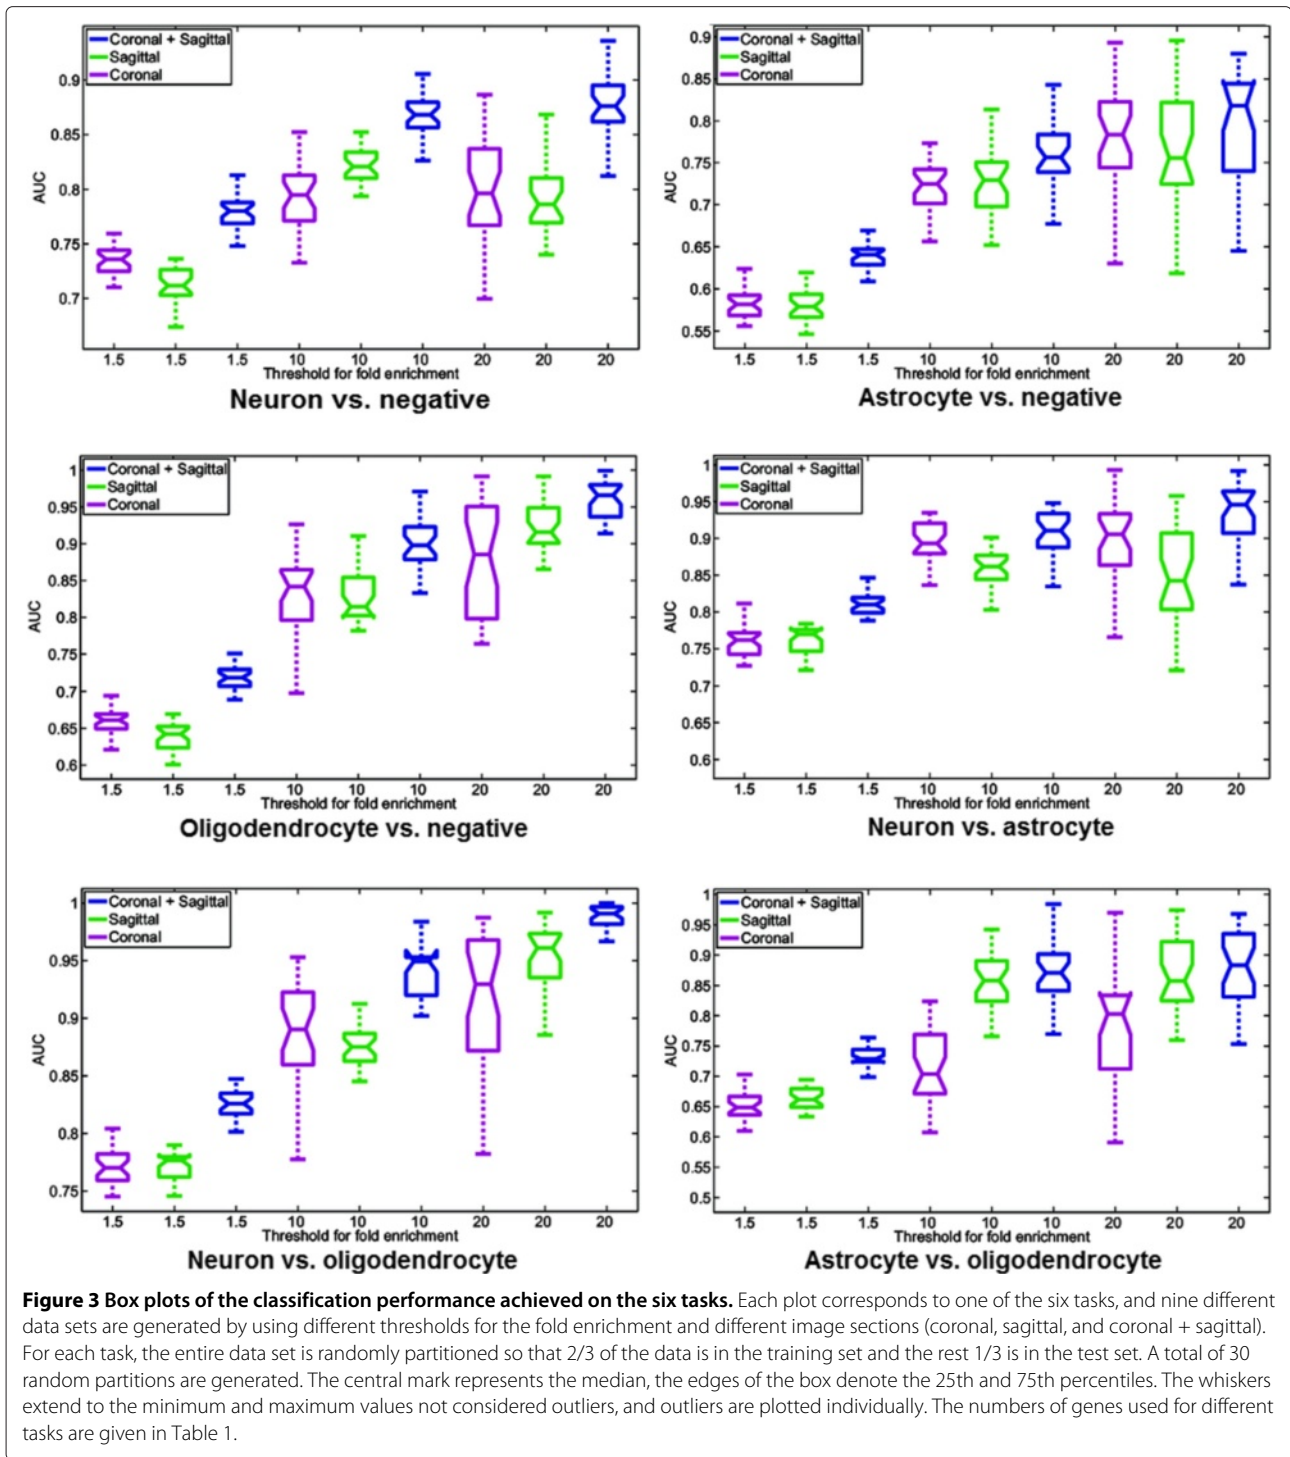 Coronal + Sagittal
Sagittal
Coronal
0.9
0.85
0.8
0.75
0.7
AUC
1.5 1.5 1.5 10 10 10 20 20 20
Threshold for fold enrichment
Neuron vs. negative
Coronal + Sagittal
Sagittal
Coronal
0.9
0.85
0.8
0.75
0.7
0.65
0.6
0.55
AUC
1.5 1.5 1.5 10 10 10 20 20 20
Threshold for fold enrichment
Astrocyte vs. negative
Coronal + Sagittal
Sagittal
Coronal
1
0.95
0.9
0.85
0.8
0.75
0.7
0.65
0.6
AUC
1.5 1.5 1.5 10 10 10 20 20 20
Threshold for fold enrichment
Oligodendrocyte vs. negative
Coronal + Sagittal
Sagittal
Coronal
1
0.95
0.9
0.85
0.8
0.75
0.7
0.65
0.6
AUC
1.5 1.5 1.5 10 10 10 20 20 20
Threshold for fold enrichment
Neuron vs. astrocyte
Coronal + Sagittal
Sagittal
Coronal
1
0.95
0.9
0.85
0.8
0.75
AUC
1.5 1.5 1.5 10 10 10 20 20 20
Threshold for fold enrichment
Neuron vs. oligodendrocyte
Coronal + Sagittal
Sagittal
Coronal
1
0.95
0.9
0.85
0.8
0.75
0.7
0.65
0.6
0.55
0.5
AUC
1.5 1.5 1.5 10 10 10 20 20 20
Threshold for fold enrichment
Astrocyte vs. oligodendrocyte
Figure 3 Box plots of the classification performance achieved on the six tasks. Each plot corresponds to one of the six tasks, and nine different
data sets are generated by using different thresholds for the fold enrichment and different image sections (coronal, sagittal, and coronal + sagittal).
For each task, the entire data set is randomly partitioned so that 2/3 of the data is in the training set and the rest 1/3 is in the test set. A total of 30
random partitions are generated. The central mark represents the median, the edges of the box denote the 25th and 75th percentiles. The whiskers
extend to the minimum and maximum values not considered outliers, and outliers are plotted individually. The numbers of genes used for different
tasks are given in Table 1.